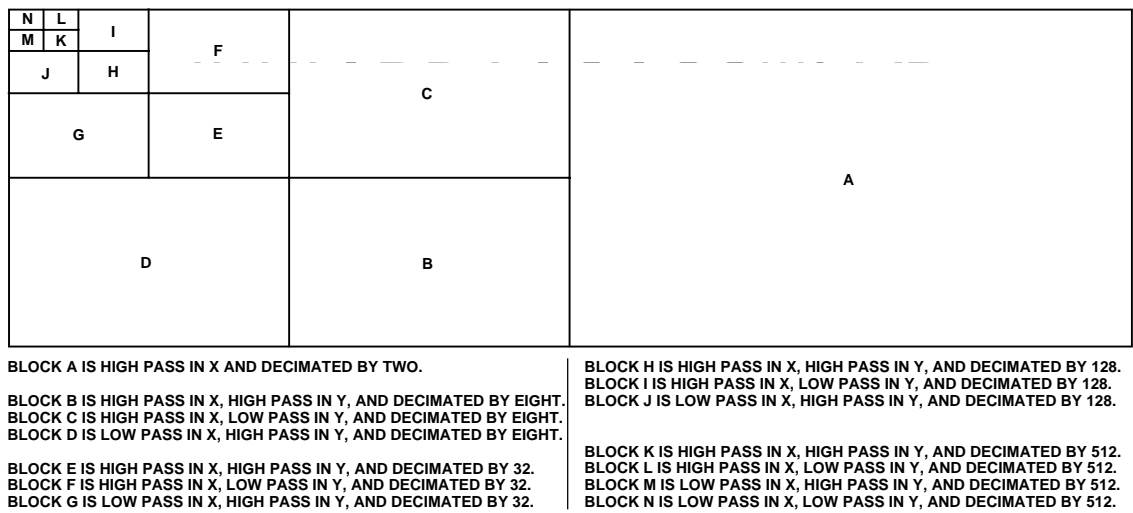 N L
I
F
M K
J H
C
G E
A
D B
BLOCK A IS HIGH PASS IN X AND DECIMATED BY TWO.
BLOCK B IS HIGH PASS IN X, HIGH PASS IN Y, AND DECIMATED BY EIGHT.
BLOCK C IS HIGH PASS IN X, LOW PASS IN Y, AND DECIMATED BY EIGHT.
BLOCK D IS LOW PASS IN X, HIGH PASS IN Y, AND DECIMATED BY EIGHT.
BLOCK E IS HIGH PASS IN X, HIGH PASS IN Y, AND DECIMATED BY 32.
BLOCK F IS HIGH PASS IN X, LOW PASS IN Y, AND DECIMATED BY 32.
BLOCK G IS LOW PASS IN X, HIGH PASS IN Y, AND DECIMATED BY 32.
BLOCK H IS HIGH PASS IN X, HIGH PASS IN Y, AND DECIMATED BY 128.
BLOCK I IS HIGH PASS IN X, LOW PASS IN Y, AND DECIMATED BY 128.
BLOCK J IS LOW PASS IN X, HIGH PASS IN Y, AND DECIMATED BY 128.
BLOCK K IS HIGH PASS IN X, HIGH PASS IN Y, AND DECIMATED BY 512.
BLOCK L IS HIGH PASS IN X, LOW PASS IN Y, AND DECIMATED BY 512.
BLOCK M IS LOW PASS IN X, HIGH PASS IN Y, AND DECIMATED BY 512.
BLOCK N IS LOW PASS IN X, LOW PASS IN Y, AND DECIMATED BY 512.